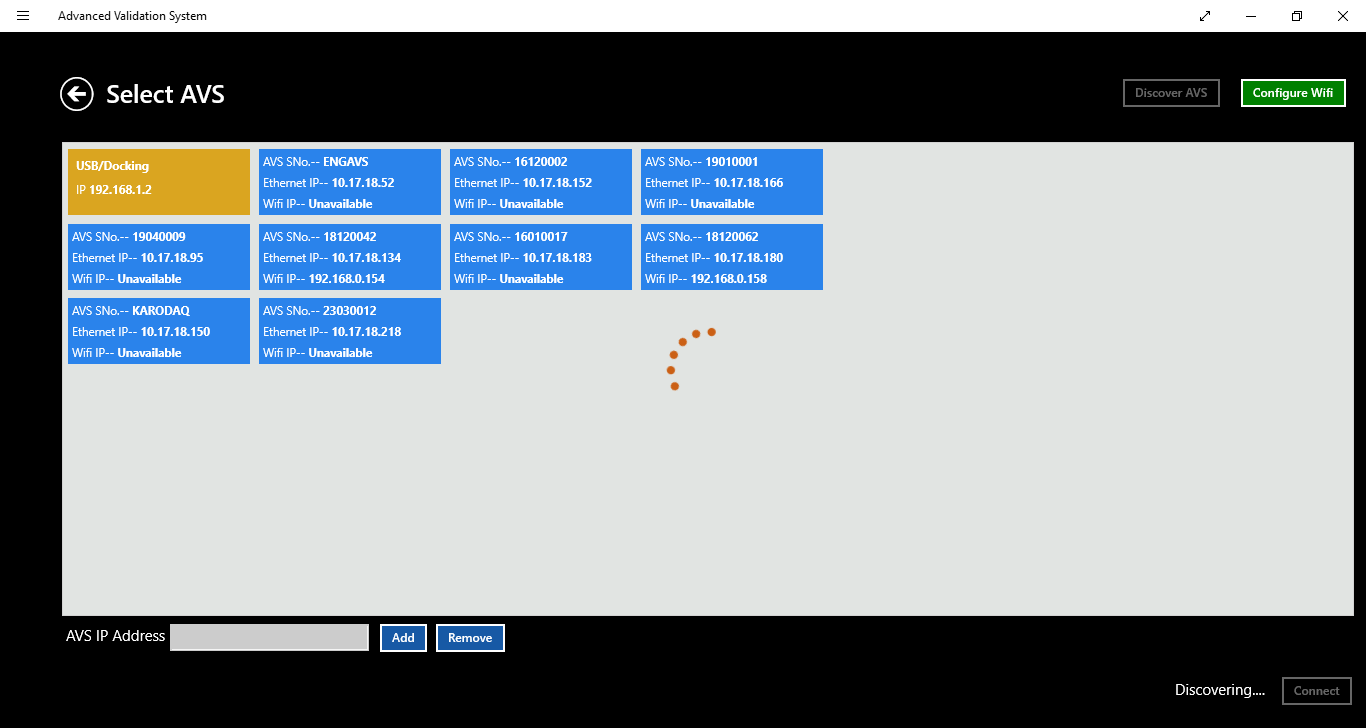 Advanced Validation System
Select AVS
Discover AVS
Configure Wifi
USB/Docking
IP 192.168.1.2
AVS SNo.-- ENGAVS
Ethernet IP-- 10.17.18.52
Wifi IP-- Unavailable
AVS SNo.-- 16120002
Ethernet IP-- 10.17.18.152
Wifi IP-- Unavailable
AVS SNo.-- 19010001
Ethernet IP-- 10.17.18.166
Wifi IP-- Unavailable
AVS SNo.-- 19040009
Ethernet IP-- 10.17.18.95
Wifi IP-- Unavailable
AVS SNo.-- 18120042
Ethernet IP-- 10.17.18.134
Wifi IP-- 192.168.0.154
AVS SNo.-- 16010017
Ethernet IP-- 10.17.18.183
Wifi IP-- Unavailable
AVS SNo.-- 18120062
Ethernet IP-- 10.17.18.180
Wifi IP-- 192.168.0.158
AVS SNo.-- KARODAQ
Ethernet IP-- 10.17.18.150
Wifi IP-- Unavailable
AVS SNo.-- 23030012
Ethernet IP-- 10.17.18.218
Wifi IP-- Unavailable
AVS IP Address
Add
Remove
Discovering....
Connect